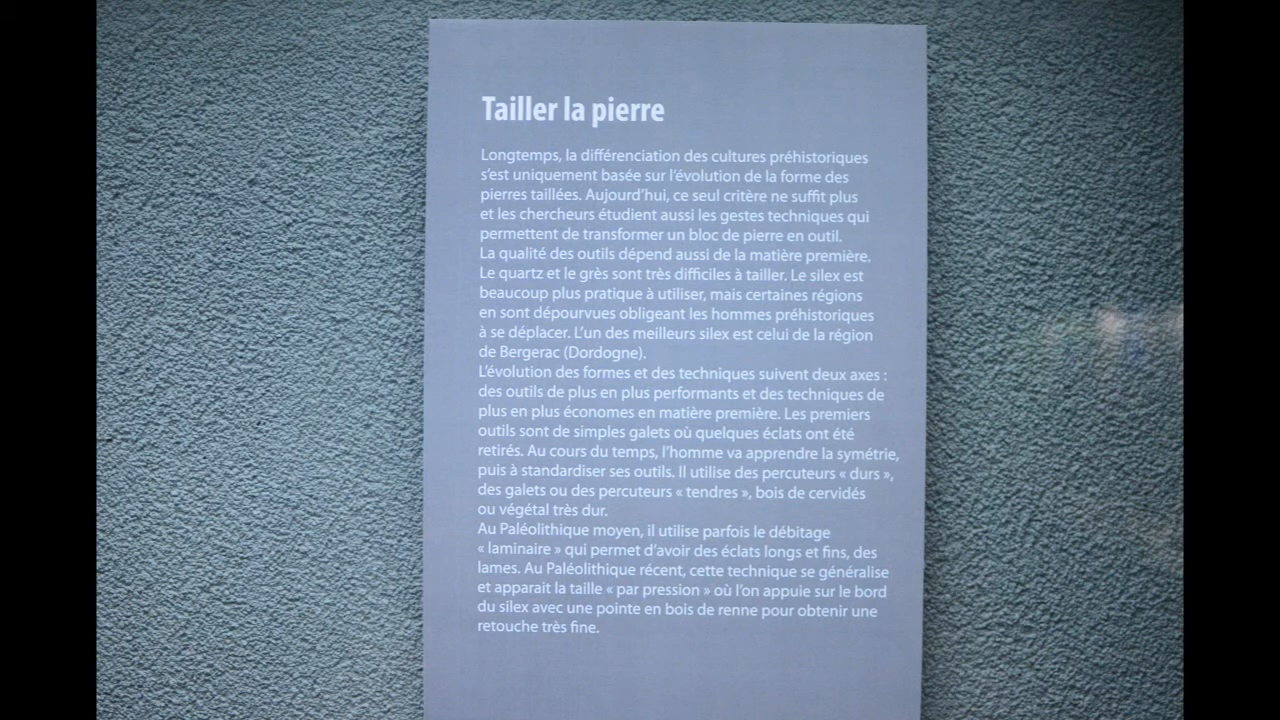 Tailler la pierre
Longtemps, la différenciation des cultures préhistoriques
s'est uniquement basée sur l'évolution de la forme des
pierres taillées. Aujourd'hui, ce seul critère ne suffit plus
et les chercheurs étudient aussi les gestes techniques qui
permettent de transformer un bloc de pierre en outil.
La qualité des outils dépend aussi de la matière première.
Le quartz et le grès sont très difficiles à tailler. Le silex est
beaucoup plus pratique à utiliser, mais certaines régions
en sont dépourvues obligeant les hommes préhistoriques
à se déplacer. L'un des meilleurs silex est celui de la région
de Bergerac (Dordogne).
L'évolution des formes et des techniques suivent deux axes :
des outils de plus en plus performants et des techniques de
plus en plus économes en matière première. Les premiers
outils sont de simples galets où quelques éclats ont été
retirés. Au cours du temps, l'homme va apprendre la symétrie,
puis à standardiser ses outils. Il utilise des percuteurs « durs »,
des galets ou des percuteurs « tendres », bois de cervidés
ou végétal très dur.
Au Paléolithique moyen, il utilise parfois le débitage
« laminaire » qui permet d'avoir des éclats longs et fins, des
lames. Au Paléolithique récent, cette technique se généralise
et apparait la taille « par pression » où l'on appuie sur le bord
du silex avec une pointe en bois de renne pour obtenir une
retouche très fine.